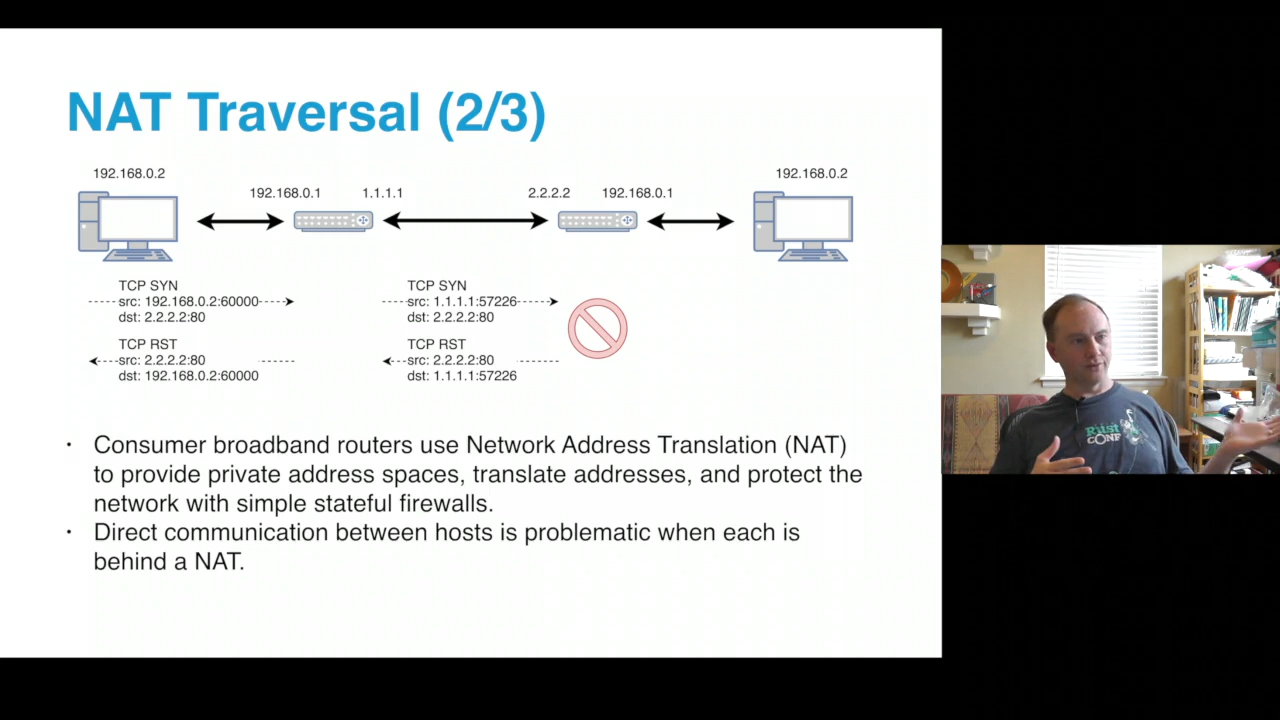 NAT Traversal (2/3)
192.168.0.2
192.168.0.2
192.168.0.1
1.1.1.1
2.2.2.2
192.168.0.1
TCP SYN
src: 192.168.0.2:60000
dst: 2.2.2.2:80
TCP SYN
src: 1.1.1.1:57226
dst: 2.2.2.2:80
TCP RST
src: 2.2.2.2:80
dst: 192.168.0.2:60000
TCP RST
src: 2.2.2.2:80
dst: 1.1.1.1:57226
· Consumer broadband routers use Network Address Translation (NAT)
to provide private address spaces, translate addresses, and protect the
network with simple stateful firewalls.
· Direct communication between hosts is problematic when each is
behind a NAT.
Rust
CONF